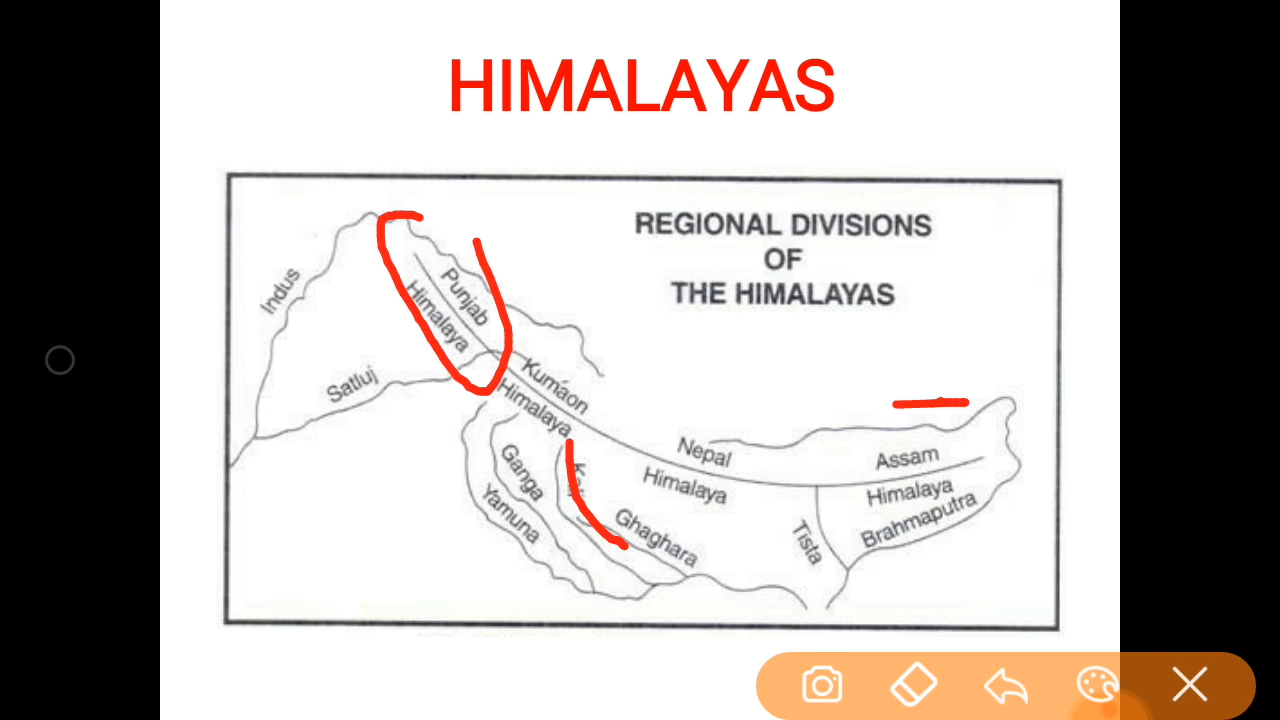 HIMALAYAS
REGIONAL DIVISIONS
OF
THE HIMALAYAS
Indus
Punjab
Himalaya
Satluj
Kumaon
Himalaya
Nepal
Himalaya
Assam
Himalaya
Brahmaputra
Tista
Ganga
Yamuna
Ghaghara